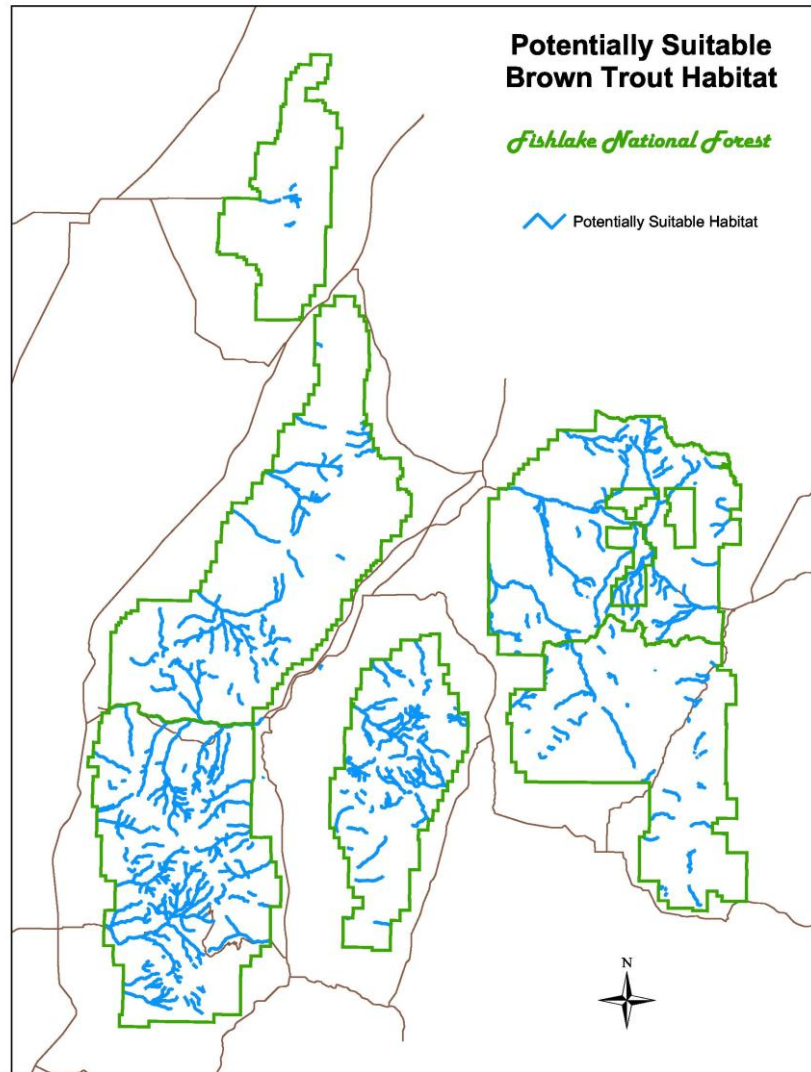 Potentially Suitable
Brown Trout Habitat
Fishlake National Forest
Potentially Suitable Habitat
N